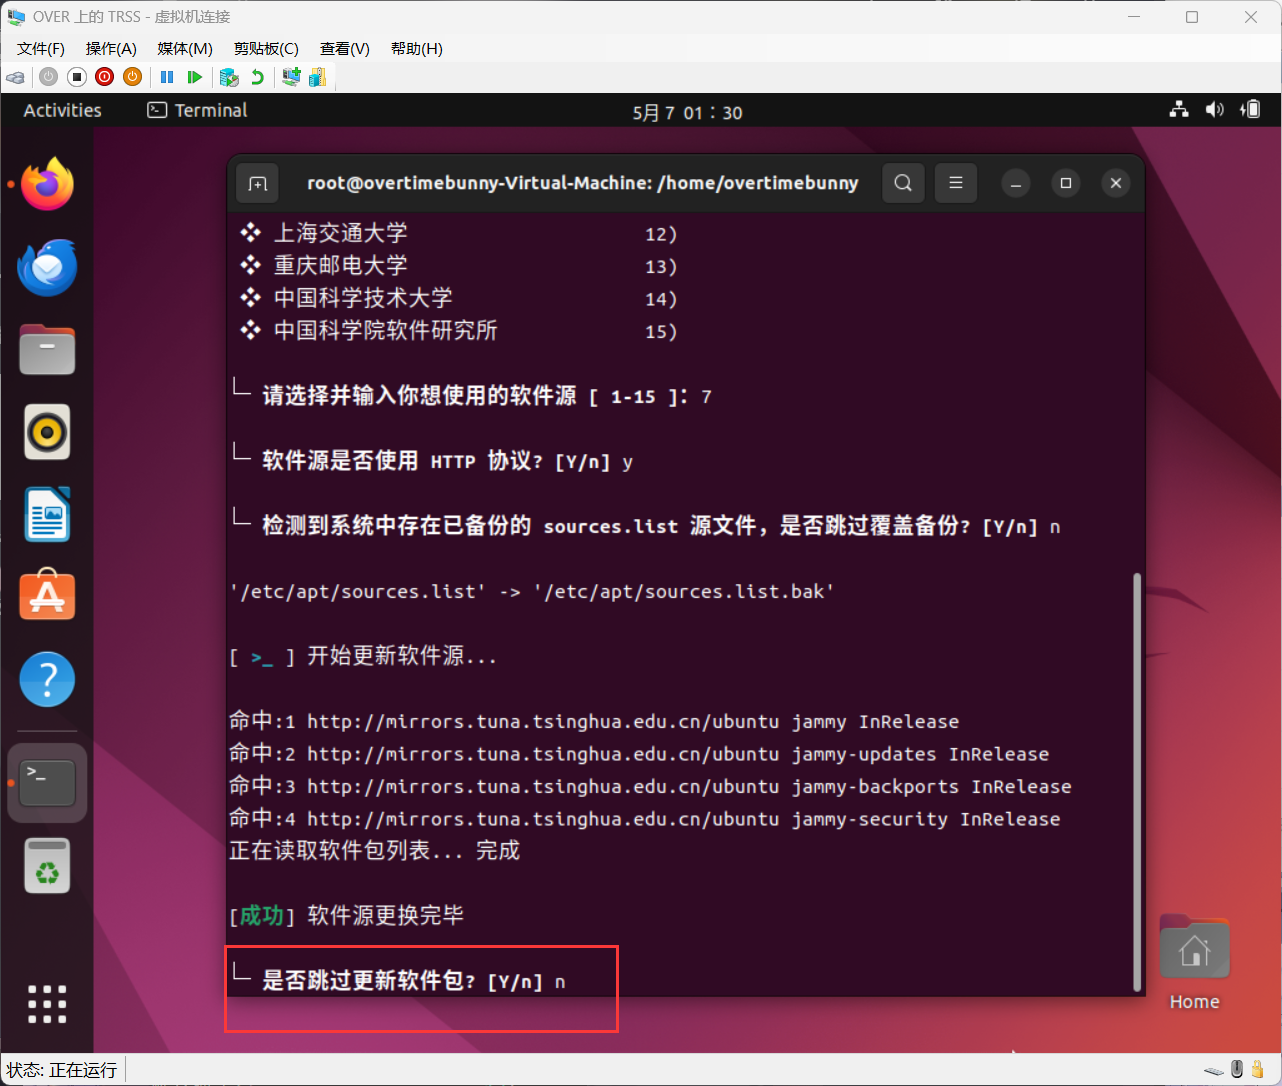 OVER 上的 TRSS - 虚拟机连接
文件(F) 操作(A) 媒体(M) 剪贴板(C) 查看(V) 帮助(H)
Activities Terminal 5月 7 01：30
root@overtimebunny-Virtual-Machine: /home/overtimebunny
❖ 上海交通大学 12)
❖ 重庆邮电大学 13)
❖ 中国科学技术大学 14)
❖ 中国科学院软件研究所 15)
└─ 请选择并输入你想使用的软件源 [ 1-15 ]：7
└─ 软件源是否使用 HTTP 协议? [Y/n] y
└─ 检测到系统中存在已备份的 sources.list 源文件，是否跳过覆盖备份? [Y/n] n
'/etc/apt/sources.list' -> '/etc/apt/sources.list.bak'
[ >_ ] 开始更新软件源...
命中:1 http://mirrors.tuna.tsinghua.edu.cn/ubuntu jammy InRelease
命中:2 http://mirrors.tuna.tsinghua.edu.cn/ubuntu jammy-updates InRelease
命中:3 http://mirrors.tuna.tsinghua.edu.cn/ubuntu jammy-backports InRelease
命中:4 http://mirrors.tuna.tsinghua.edu.cn/ubuntu jammy-security InRelease
正在读取软件包列表... 完成
[成功] 软件源更换完毕
└─ 是否跳过更新软件包? [Y/n] n
Home
状态: 正在运行